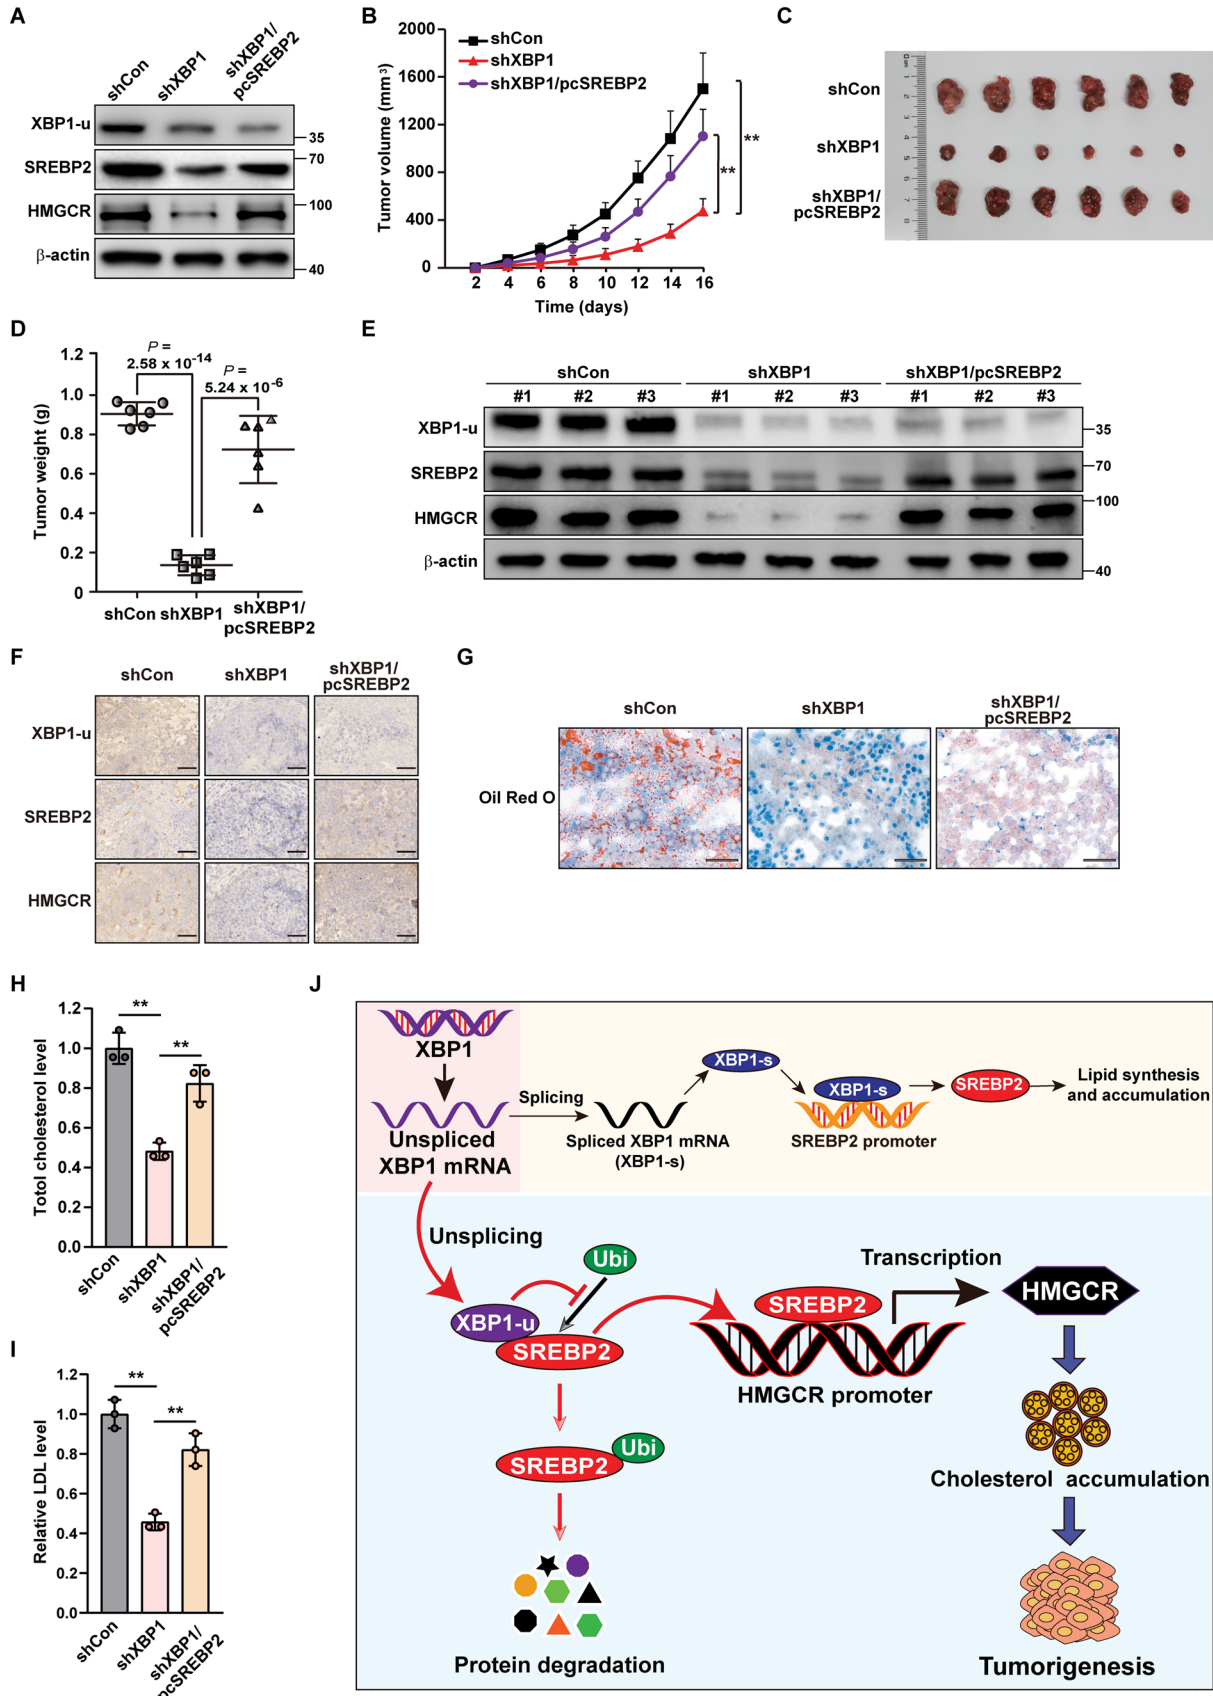 A
shCon
shXBP1
shXBP1/
pcSREBP2
XBP1-u
35
SREBP2
70
HMGCR
100
β-actin
40
B
Tumor volume (mm³)
2000
1600
1200
800
400
0
shCon
shXBP1
shXBP1/pcSREBP2
**
**
2 4 6 8 10 12 14 16
Time (days)
C
shCon
shXBP1
shXBP1/
pcSREBP2
D
Tumor weight (g)
1.2
1.0
0.8
0.6
0.4
0.2
0
P =
2.58 x 10⁻¹⁴
P =
5.24 x 10⁻⁶
shCon shXBP1 shXBP1/
pcSREBP2
E
shCon shXBP1 shXBP1/pcSREBP2
#1 #2 #3 #1 #2 #3 #1 #2 #3
XBP1-u
35
SREBP2
70
HMGCR
100
β-actin
40
F
shCon shXBP1 shXBP1/
pcSREBP2
XBP1-u
SREBP2
HMGCR
G
shCon shXBP1 shXBP1/
pcSREBP2
Oil Red O
H
Totol cholesterol level
1.2
1.0
0.8
0.6
0.4
0.2
0.0
**
**
shCon
shXBP1
shXBP1/
pcSREBP2
I
Relative LDL level
1.2
1.0
0.8
0.6
0.4
0.2
0.0
**
**
shCon
shXBP1
shXBP1/
pcSREBP2
J
XBP1
Unspliced
XBP1 mRNA
Splicing
Spliced XBP1 mRNA
(XBP1-s)
XBP1-s
XBP1-s
SREBP2 promoter
SREBP2
Lipid synthesis
and accumulation
Unsplicing
Ubi
XBP1-u
SREBP2
SREBP2
HMGCR promoter
Transcription
HMGCR
SREBP2
Ubi
Protein degradation
Cholesterol accumulation
Tumorigenesis